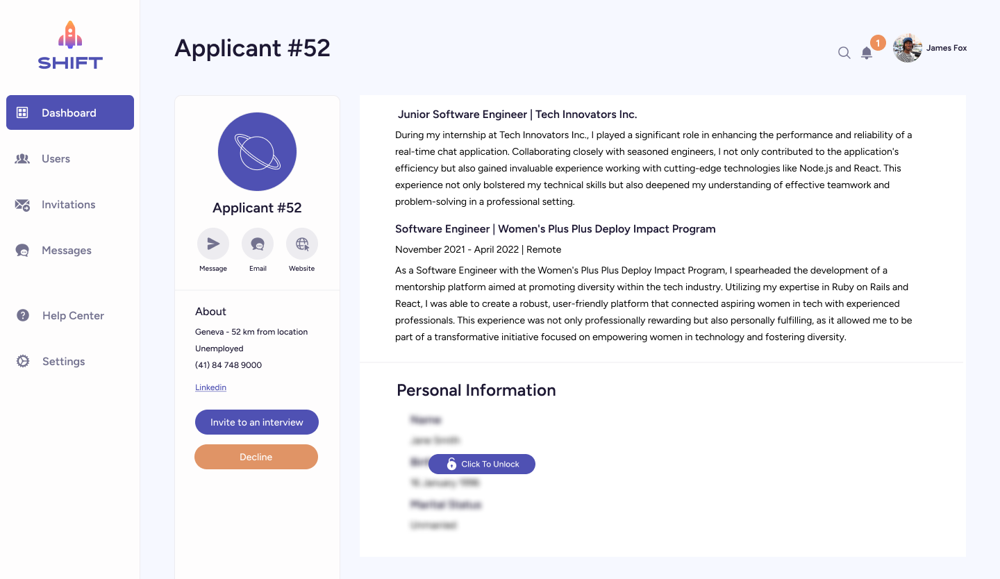 SHIFT
Dashboard
Users
Invitations
Messages
Help Center
Settings
Applicant #52
1
James Fox
Applicant #52
Message
Email
Website
About
Geneva - 52 km from location
Unemployed
(41) 84 748 9000
Linkedin
Invite to an interview
Decline
Junior Software Engineer | Tech Innovators Inc.
During my internship at Tech Innovators Inc., I played a significant role in enhancing the performance and reliability of a
real-time chat application. Collaborating closely with seasoned engineers, I not only contributed to the application's
efficiency but also gained invaluable experience working with cutting-edge technologies like Node.js and React. This
experience not only bolstered my technical skills but also deepened my understanding of effective teamwork and
problem-solving in a professional setting.
Software Engineer | Women's Plus Plus Deploy Impact Program
November 2021 - April 2022 | Remote
As a Software Engineer with the Women's Plus Plus Deploy Impact Program, I spearheaded the development of a
mentorship platform aimed at promoting diversity within the tech industry. Utilizing my expertise in Ruby on Rails and
React, I was able to create a robust, user-friendly platform that connected aspiring women in tech with experienced
professionals. This experience was not only professionally rewarding but also personally fulfilling, as it allowed me to be
part of a transformative initiative focused on empowering women in technology and fostering diversity.
Personal Information
Name
Jane Smith
Click To Unlock
Marital Status
Unmarried